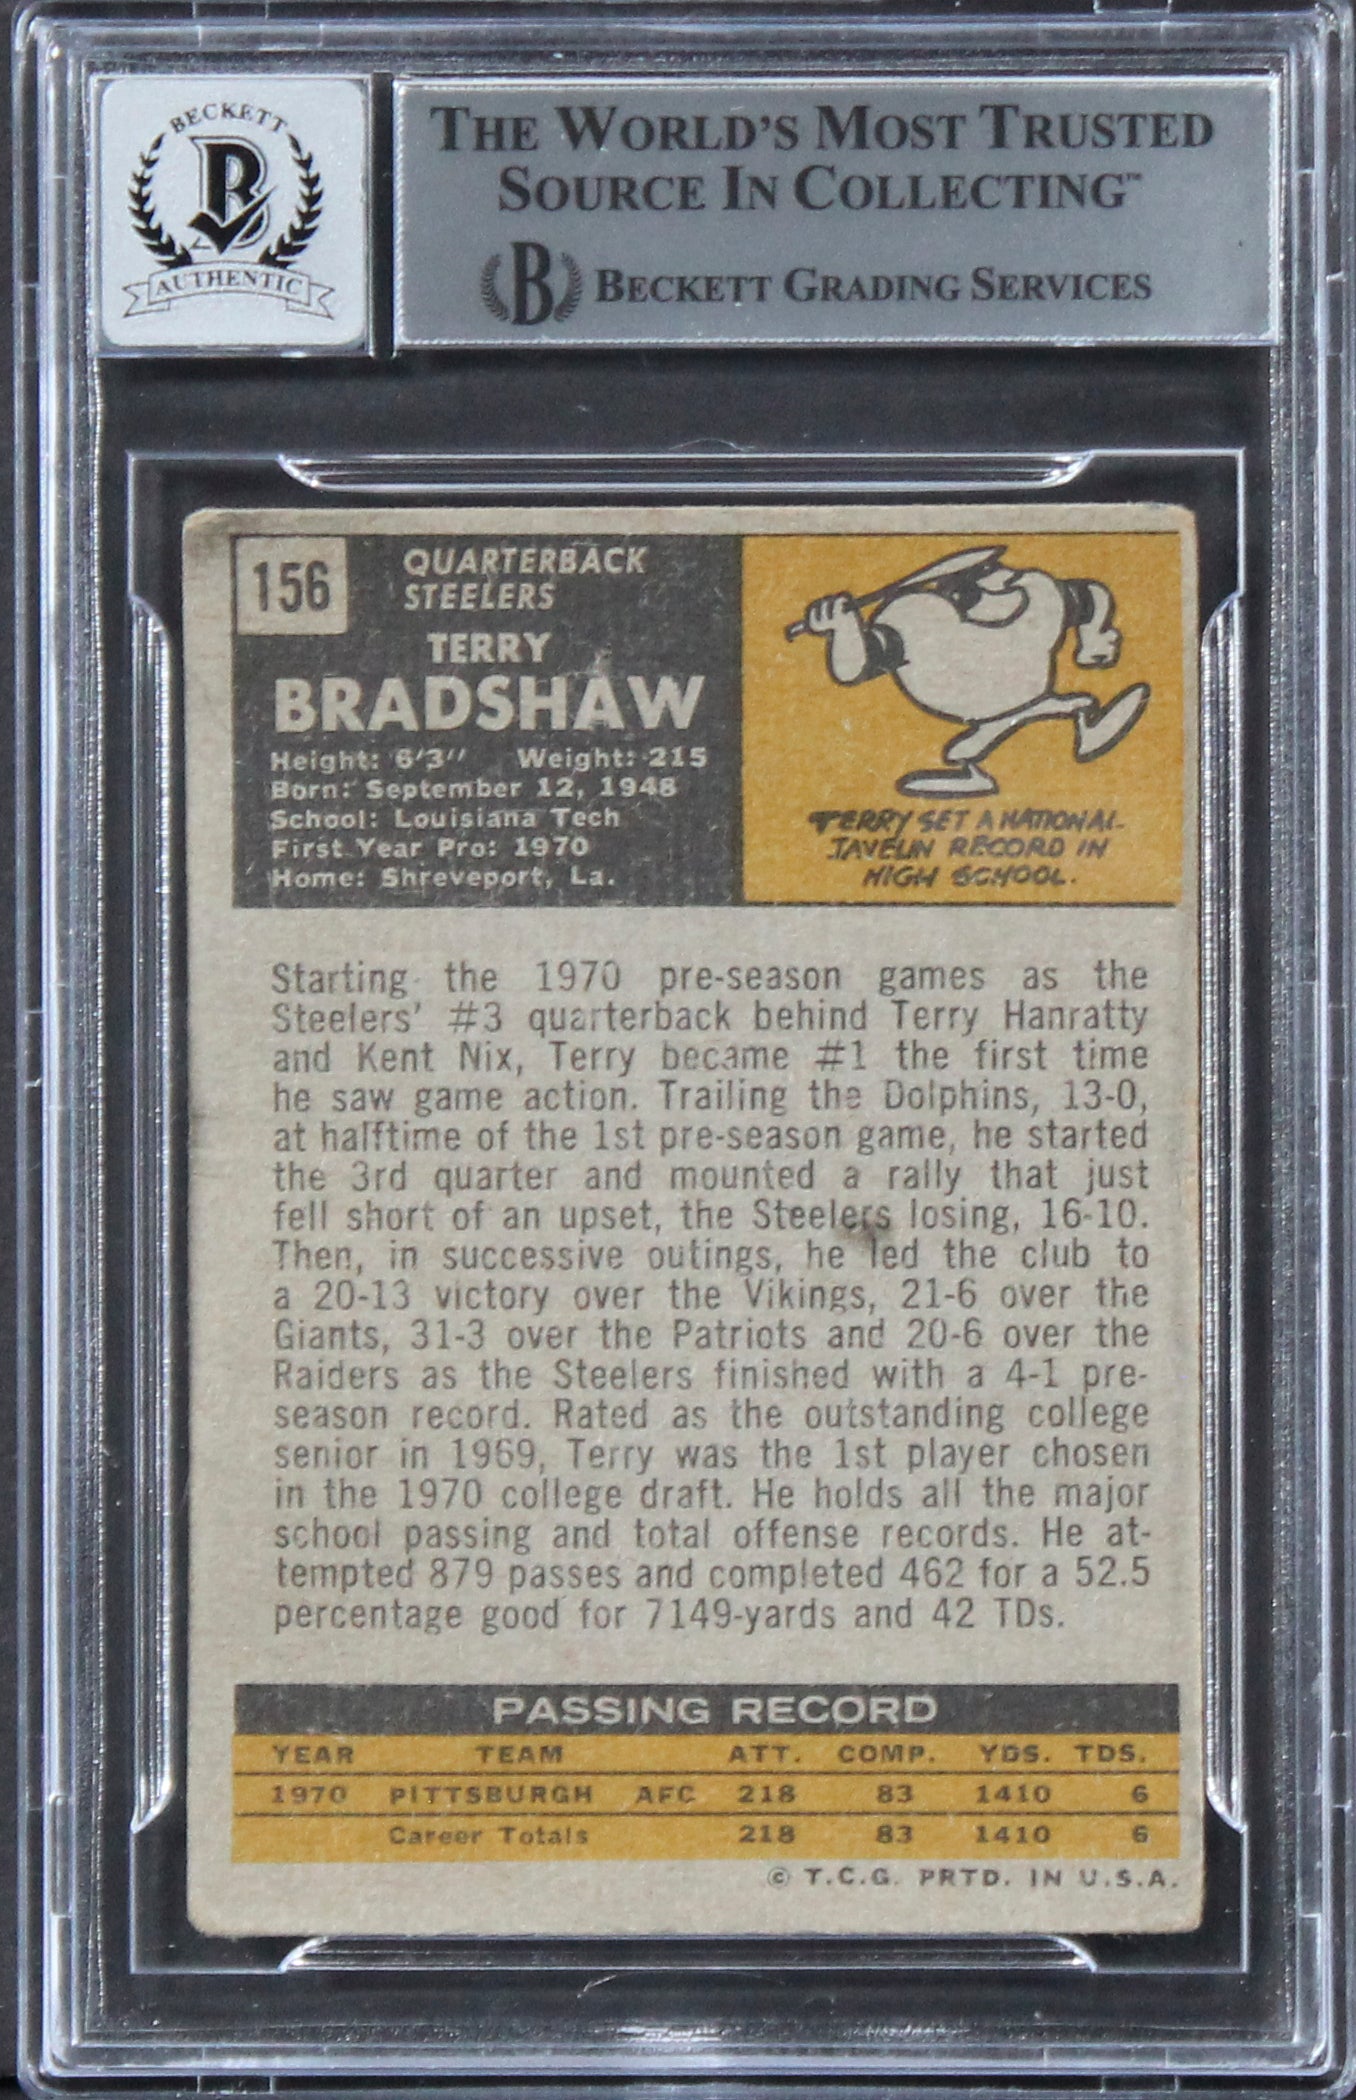 BECKETT
B
AUTHENTIC
THE WORLD'S MOST TRUSTED
SOURCE IN COLLECTING™
B BECKETT GRADING SERVICES
156
QUARTERBACK
STEELERS
TERRY
BRADSHAW
Height: 6'3" Weight: 215
Born: September 12, 1948
School: Louisiana Tech
First Year Pro: 1970
Home: Shreveport, La.
TERRY SET A NATIONAL
JAVELIN RECORD IN
HIGH SCHOOL.
Starting the 1970 pre-season games as the
Steelers' #3 quarterback behind Terry Hanratty
and Kent Nix, Terry became #1 the first time
he saw game action. Trailing the Dolphins, 13-0,
at halftime of the 1st pre-season game, he started
the 3rd quarter and mounted a rally that just
fell short of an upset, the Steelers losing, 16-10.
Then, in successive outings, he led the club to
a 20-13 victory over the Vikings, 21-6 over the
Giants, 31-3 over the Patriots and 20-6 over the
Raiders as the Steelers finished with a 4-1 pre-
season record. Rated as the outstanding college
senior in 1969, Terry was the 1st player chosen
in the 1970 college draft. He holds all the major
school passing and total offense records. He at-
tempted 879 passes and completed 462 for a 52.5
percentage good for 7149-yards and 42 TDs.
PASSING RECORD
YEAR TEAM ATT. COMP. YDS. TDS.
1970 PITTSBURGH AFC 218 83 1410 6
Career Totals 218 83 1410 6
© T.C.G. PRTD. IN U.S.A.